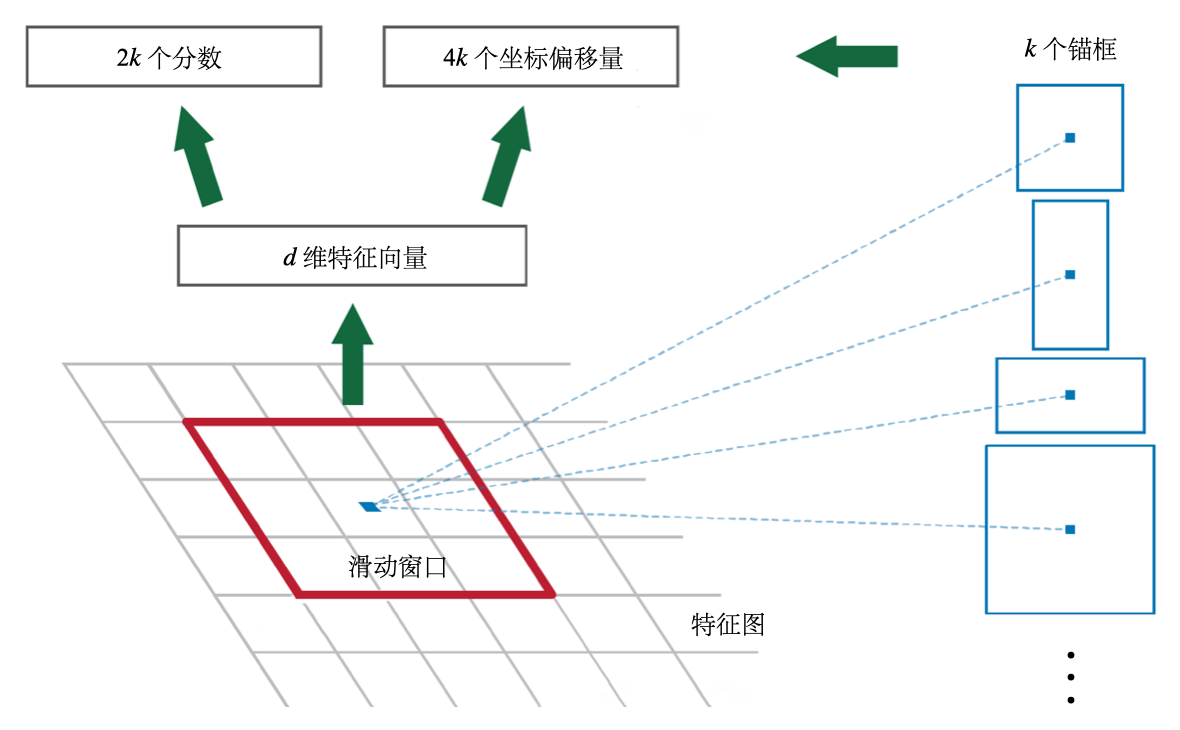 2k 个分数
4k 个坐标偏移量
k 个锚框
d 维特征向量
滑动窗口
特征图